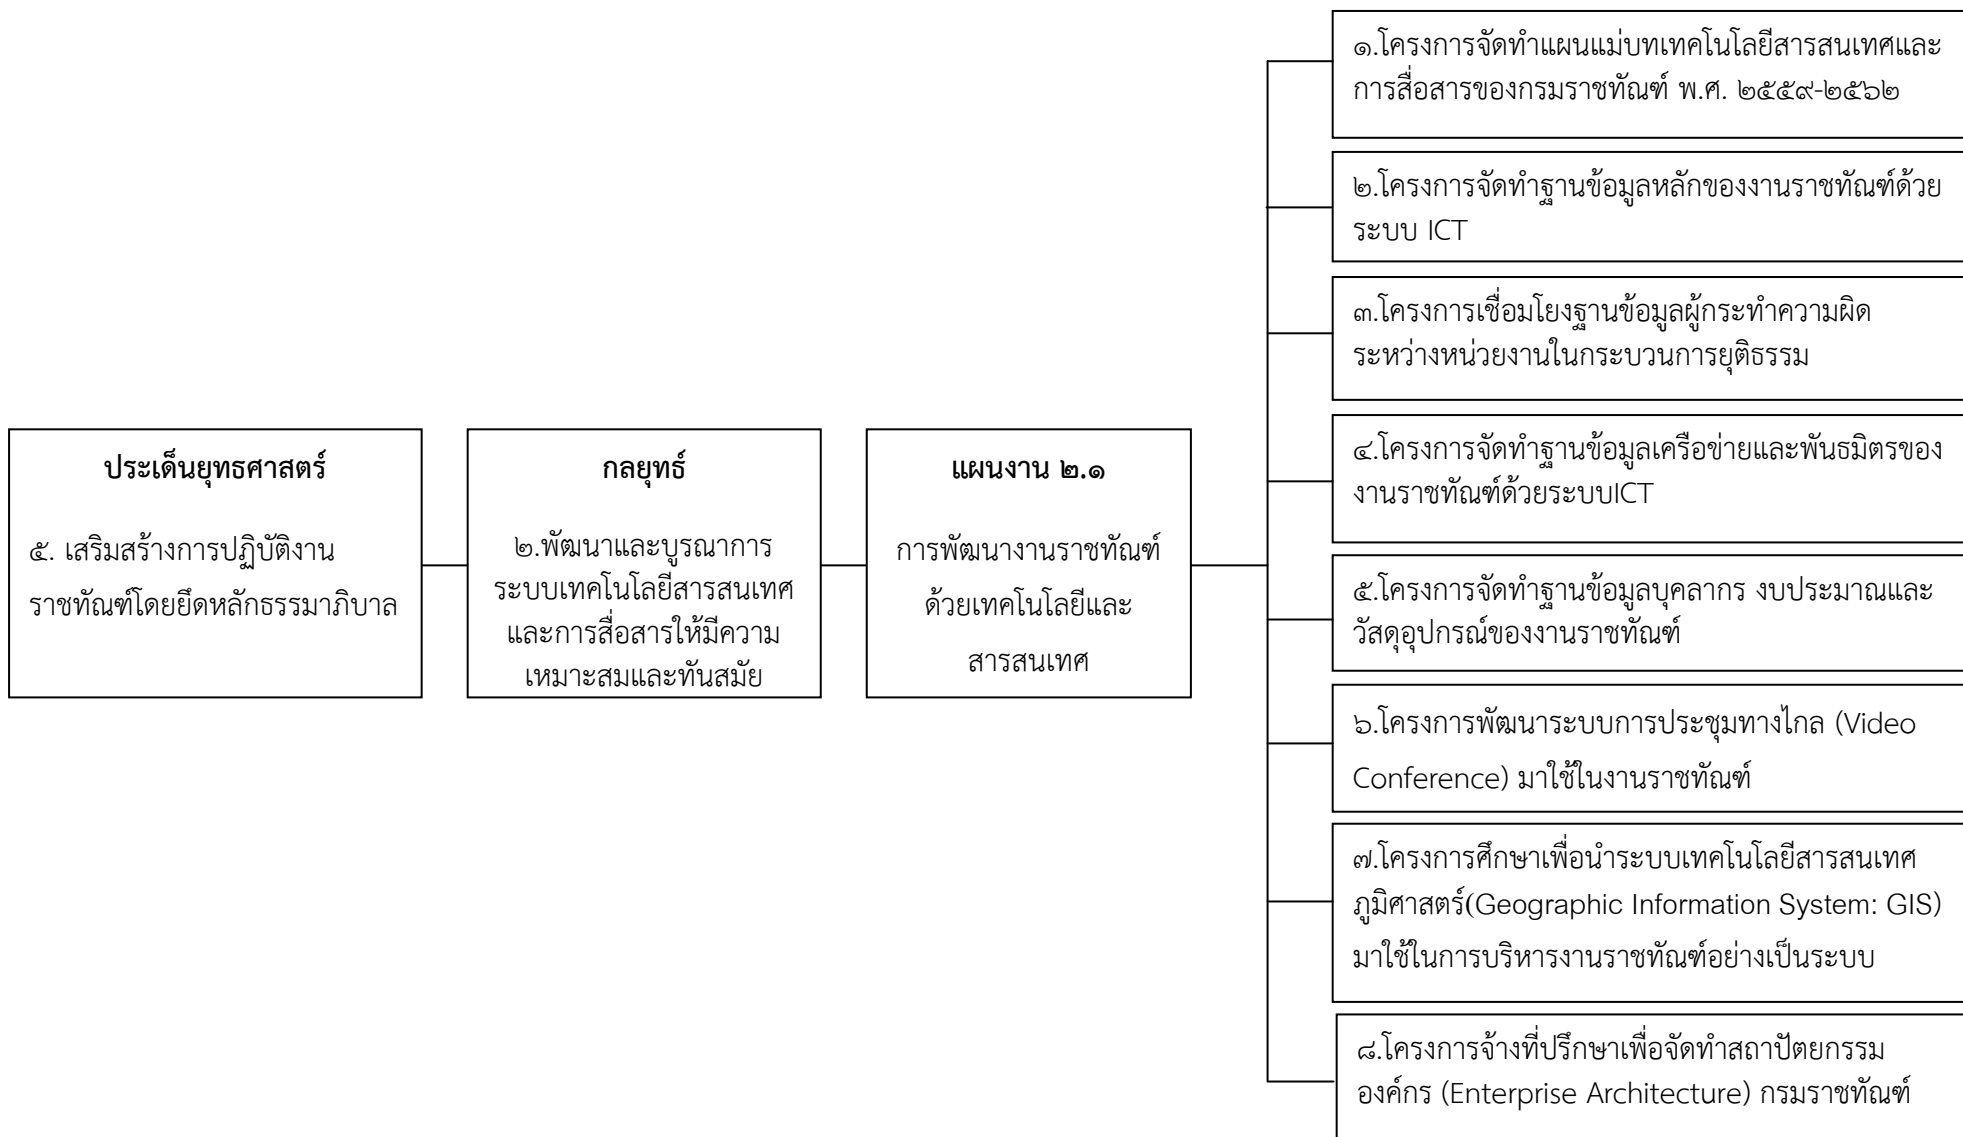 ประเด็นยุทธศาสตร์
๕. เสริมสร้างการปฏิบัติงาน
ราชทัณฑ์โดยยึดหลักธรรมาภิบาล
กลยุทธ์
๒.พัฒนาและบูรณาการ
ระบบเทคโนโลยีสารสนเทศ
และการสื่อสารให้มีความ
เหมาะสมและทันสมัย
แผนงาน ๒.๑
การพัฒนางานราชทัณฑ์
ด้วยเทคโนโลยีและ
สารสนเทศ
๑.โครงการจัดทำแผนแม่บทเทคโนโลยีสารสนเทศและ
การสื่อสารของกรมราชทัณฑ์ พ.ศ. ๒๕๕๙-๒๕๖๒
๒.โครงการจัดทำฐานข้อมูลหลักของงานราชทัณฑ์ด้วย
ระบบ ICT
๓.โครงการเชื่อมโยงฐานข้อมูลผู้กระทำความผิด
ระหว่างหน่วยงานในกระบวนการยุติธรรม
๔.โครงการจัดทำฐานข้อมูลเครือข่ายและพันธมิตรของ
งานราชทัณฑ์ด้วยระบบICT
๕.โครงการจัดทำฐานข้อมูลบุคลากร งบประมาณและ
วัสดุอุปกรณ์ของงานราชทัณฑ์
๖.โครงการพัฒนาระบบการประชุมทางไกล (Video
Conference) มาใช้ในงานราชทัณฑ์
๗.โครงการศึกษาเพื่อนำระบบเทคโนโลยีสารสนเทศ
ภูมิศาสตร์(Geographic Information System: GIS)
มาใช้ในการบริหารงานราชทัณฑ์อย่างเป็นระบบ
๘.โครงการจ้างที่ปรึกษาเพื่อจัดทำสถาปัตยกรรม
องค์กร (Enterprise Architecture) กรมราชทัณฑ์